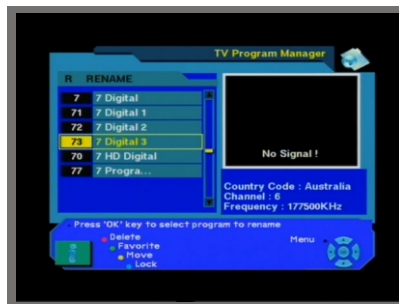 TV Program Manager
R RENAME
7 7 Digital
71 7 Digital 1
72 7 Digital 2
73 7 Digital 3
70 7 HD Digital
77 7 Progra...
No Signal !
Country Code : Australia
Channel : 6
Frequency : 177500KHz
Press "OK" key to select program to rename
Delete
Favorite
Move
Lock
Menu